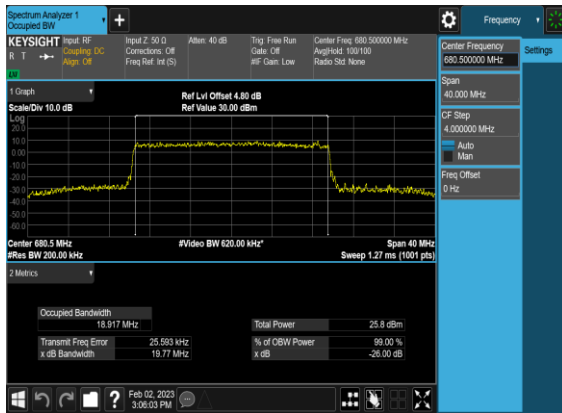 Spectrum Analyzer 1
Occupied BW
+
Frequency
KEYSIGHT
R T
Input: RF
Coupling: DC
Align: Off
Input Z: 50 Ω
Corrections: Off
Freq Ref: Int (S)
Atten: 40 dB
Trig: Free Run
Gate: Off
#IF Gain: Low
Center Freq: 680.500000 MHz
Avg|Hold: 100/100
Radio Std: None
Center Frequency
680.500000 MHz
Settings
Span
40.000 MHz
CF Step
4.000000 MHz
Auto
Man
Freq Offset
0 Hz
1 Graph
Scale/Div 10.0 dB
Ref Lvl Offset 4.80 dB
Ref Value 30.00 dBm
Log
20.0
10.0
0.00
-10.0
-20.0
-30.0
-40.0
-50.0
-60.0
Center 680.5 MHz
#Res BW 200.00 kHz
#Video BW 620.00 kHz*
Span 40 MHz
Sweep 1.27 ms (1001 pts)
2 Metrics
Occupied Bandwidth
18.917 MHz
Total Power 25.8 dBm
Transmit Freq Error 25.593 kHz
% of OBW Power 99.00 %
x dB Bandwidth 19.77 MHz
x dB -26.00 dB
?
Feb 02, 2023
3:06:03 PM